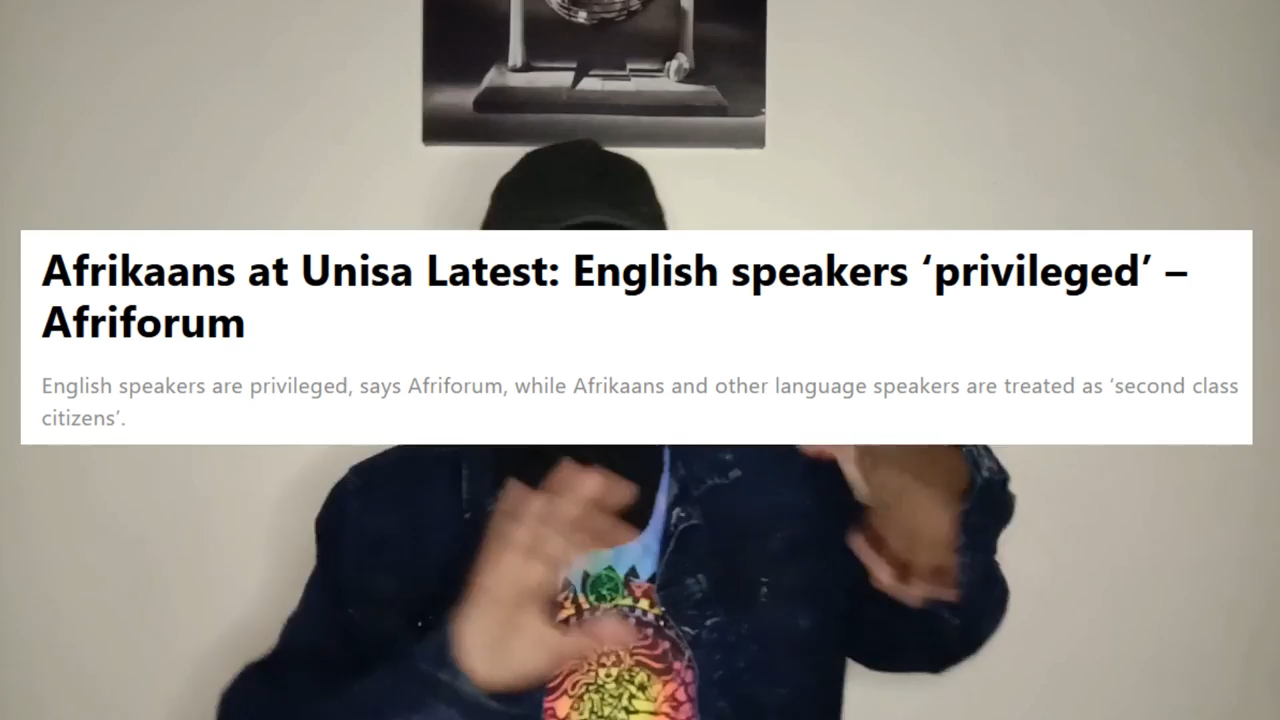 Afrikaans at Unisa Latest: English speakers ‘privileged’ –
Afriforum
English speakers are privileged, says Afriforum, while Afrikaans and other language speakers are treated as ‘second class
citizens’.